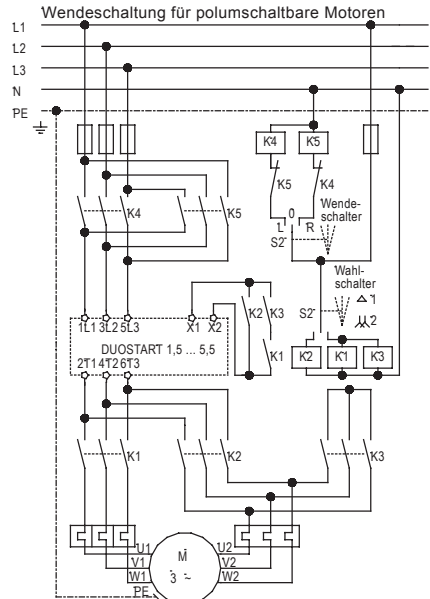 Wendeschaltung für polumschaltbare Motoren
L1
L2
L3
N
PE
K4 K5
K5 K4
K4 K5
Wende-
schalter
L 0 R
S2
Wahl-
schalter
S2
1
2
K2 K3
K1
1L1 3L2 5L3 X1 X2
DUOSTART 1,5 ... 5,5
2T1 4T2 6T3
K2 K1 K3
K1 K2 K3
U1 M U2
V1 3 ~ V2
W1 W2
PE